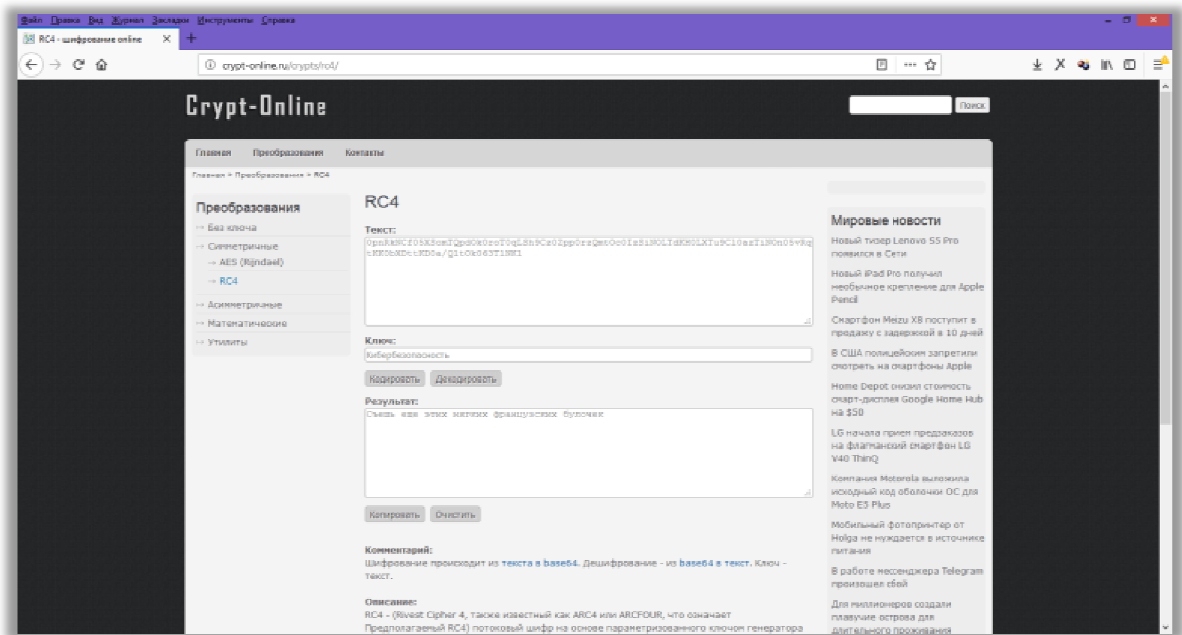 Файл Правка Вид Журнал Закладки Инструменты Справка
RC4 - шифрование online
crypt-online.ru/crypts/rc4/
Crypt-Online
Поиск
Главная Преобразования Контакты
Главная » Преобразования » RC4
Преобразования
Без ключа
Симметричные
AES (Rijndael)
RC4
Асимметричные
Математические
Утилиты
RC4
Текст:
Ключ:
Кибербезопасность
Кодировать Декодировать
Результат:
Съешь еще этих мягких французских булочек
Копировать Очистить
Комментарий:
Шифрование происходит из текста в base64. Дешифрование - из base64 в текст. Ключ -
текст.
Описание:
RC4 - (Rivest Cipher 4, также известный как ARC4 или ARCFOUR, что означает
Предполагаемый RC4) потоковый шифр на основе параметризованного ключом генератора
Мировые новости
Новый тизер Lenovo S5 Pro
появился в Сети
Новый iPad Pro получил
необычное крепление для Apple
Pencil
Смартфон Meizu X8 поступит в
продажу с задержкой в 10 дней
В США полицейским запретили
смотреть на смартфоны Apple
Home Depot снизил стоимость
смарт-дисплея Google Home Hub
на $50
LG начала прием предзаказов
на флагманский смартфон LG
V40 ThinQ
Компания Motorola выложила
исходный код оболочки ОС для
Moto E5 Plus
Мобильный фотопринтер от
Holga не нуждается в источнике
питания
В работе мессенджера Telegram
произошел сбой
Для миллионеров создали
плавучие острова для
длительного проживания